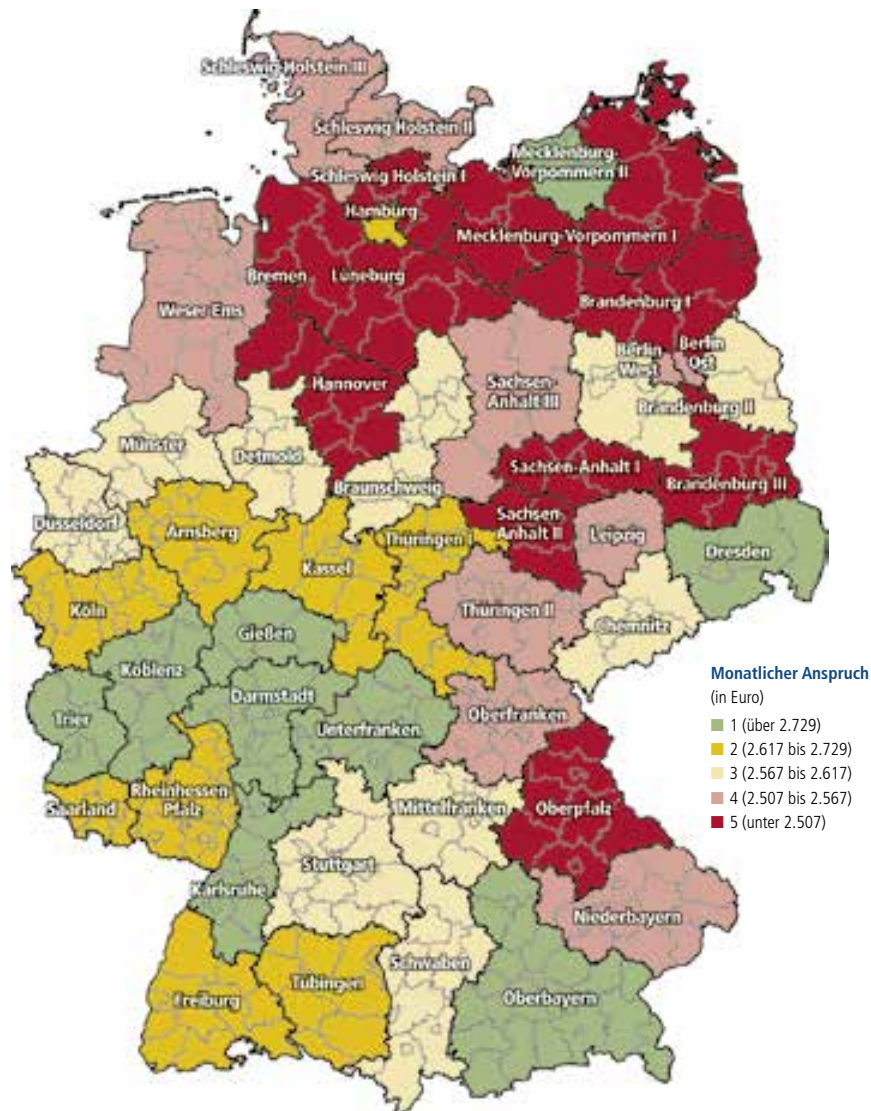 Schleswig-Holstein III
Schleswig Holstein II
Mecklenburg-
Vorpommern II
Schleswig Holstein I
Hamburg
Mecklenburg-Vorpommern I
Bremen
Lüneburg
Brandenburg I
Weser-Ems
Berlin
West
Berlin
Ost
Hannover
Sachsen-
Anhalt III
Brandenburg II
Münster
Detmold
Sachsen-Anhalt I
Braunschweig
Brandenburg III
Düsseldorf
Arnsberg
Sachsen-
Anhalt II
Leipzig
Thüringen I
Dresden
Kassel
Köln
Thüringen II
Chemnitz
Gießen
Koblenz
Darmstadt
Trier
Unterfranken
Oberfranken
Monatlicher Anspruch
(in Euro)
1 (über 2.729)
2 (2.617 bis 2.729)
3 (2.567 bis 2.617)
4 (2.507 bis 2.567)
5 (unter 2.507)
Saarland
Rheinhessen
Pfalz
Mittelfranken
Oberpfalz
Stuttgart
Karlsruhe
Niederbayern
Schwaben
Tübingen
Freiburg
Oberbayern